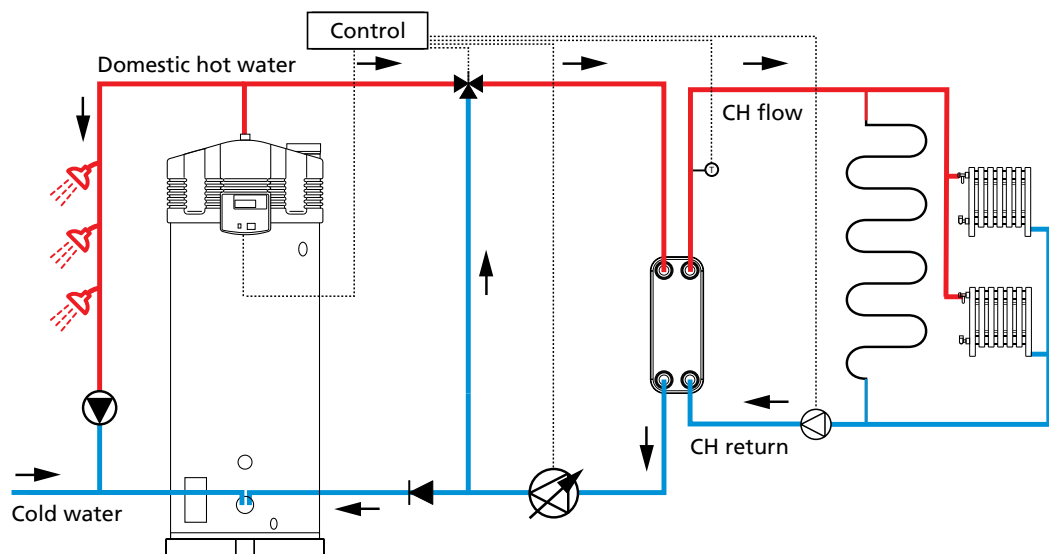 Control
Domestic hot water
CH flow
T
CH return
Cold water